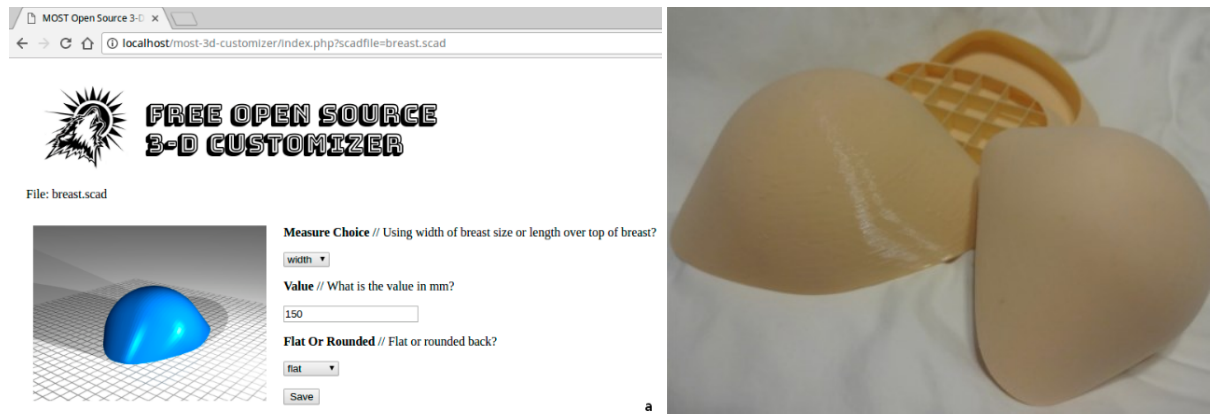 MOST Open Source 3-D
localhost/most-3d-customizer/index.php?scadfile=breast.scad
FREE OPEN SOURCE
3-D CUSTOMIZER
File: breast.scad
Measure Choice // Using width of breast size or length over top of breast?
width
Value // What is the value in mm?
150
Flat Or Rounded // Flat or rounded back?
flat
Save
a